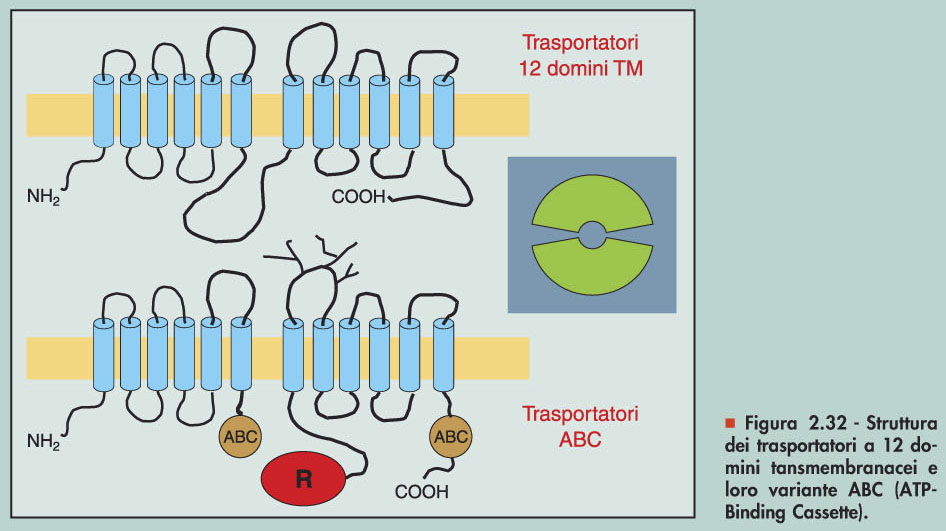 Trasportatori
12 domini TM
NH2
COOH
ABC
ABC
Trasportatori
ABC
NH2
R
COOH
■ Figura 2.32 - Struttura
dei trasportatori a 12 do-
mini tansmembranacei e
loro variante ABC (ATP-
Binding Cassette).